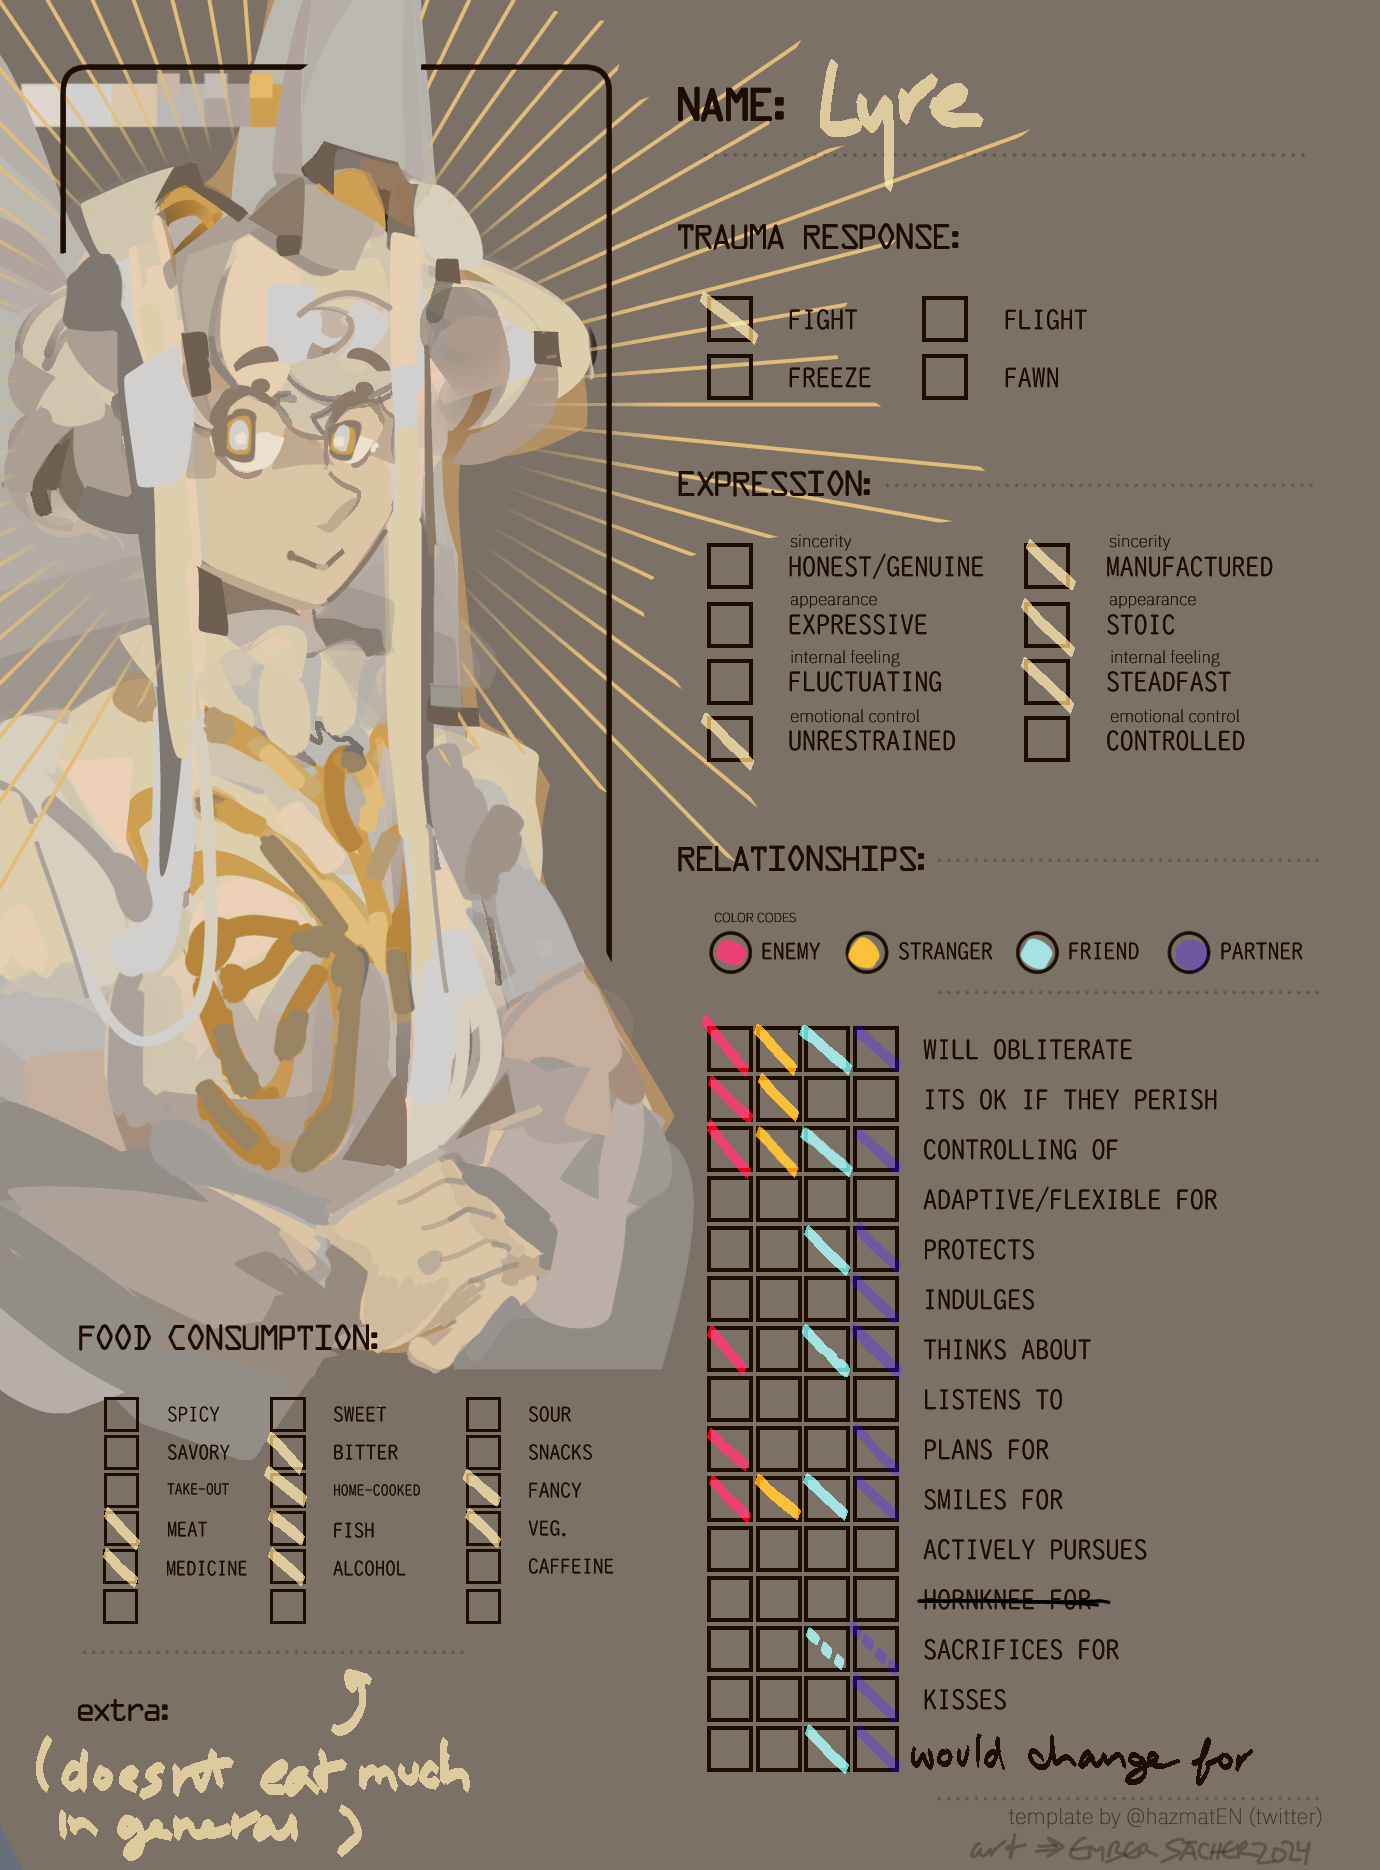 NAME: Lyre
TRAUMA RESPONSE:
FIGHT FLIGHT
FREEZE FAWN
EXPRESSION:
sincerity sincerity
HONEST/GENUINE MANUFACTURED
appearance appearance
EXPRESSIVE STOIC
internal feeling internal feeling
FLUCTUATING STEADFAST
emotional control emotional control
UNRESTRAINED CONTROLLED
RELATIONSHIPS:
COLOR CODES
ENEMY STRANGER FRIEND PARTNER
WILL OBLITERATE
ITS OK IF THEY PERISH
CONTROLLING OF
ADAPTIVE/FLEXIBLE FOR
PROTECTS
INDULGES
THINKS ABOUT
LISTENS TO
PLANS FOR
SMILES FOR
ACTIVELY PURSUES
HORNKNEE FOR
SACRIFICES FOR
KISSES
would change for
template by @hazmatEN (twitter)
art → EMBER SACHER 2024
FOOD CONSUMPTION:
SPICY SWEET SOUR
SAVORY BITTER SNACKS
TAKE-OUT HOME-COOKED FANCY
MEAT FISH VEG.
MEDICINE ALCOHOL CAFFEINE
extra:
(doesnt eat much
in general)